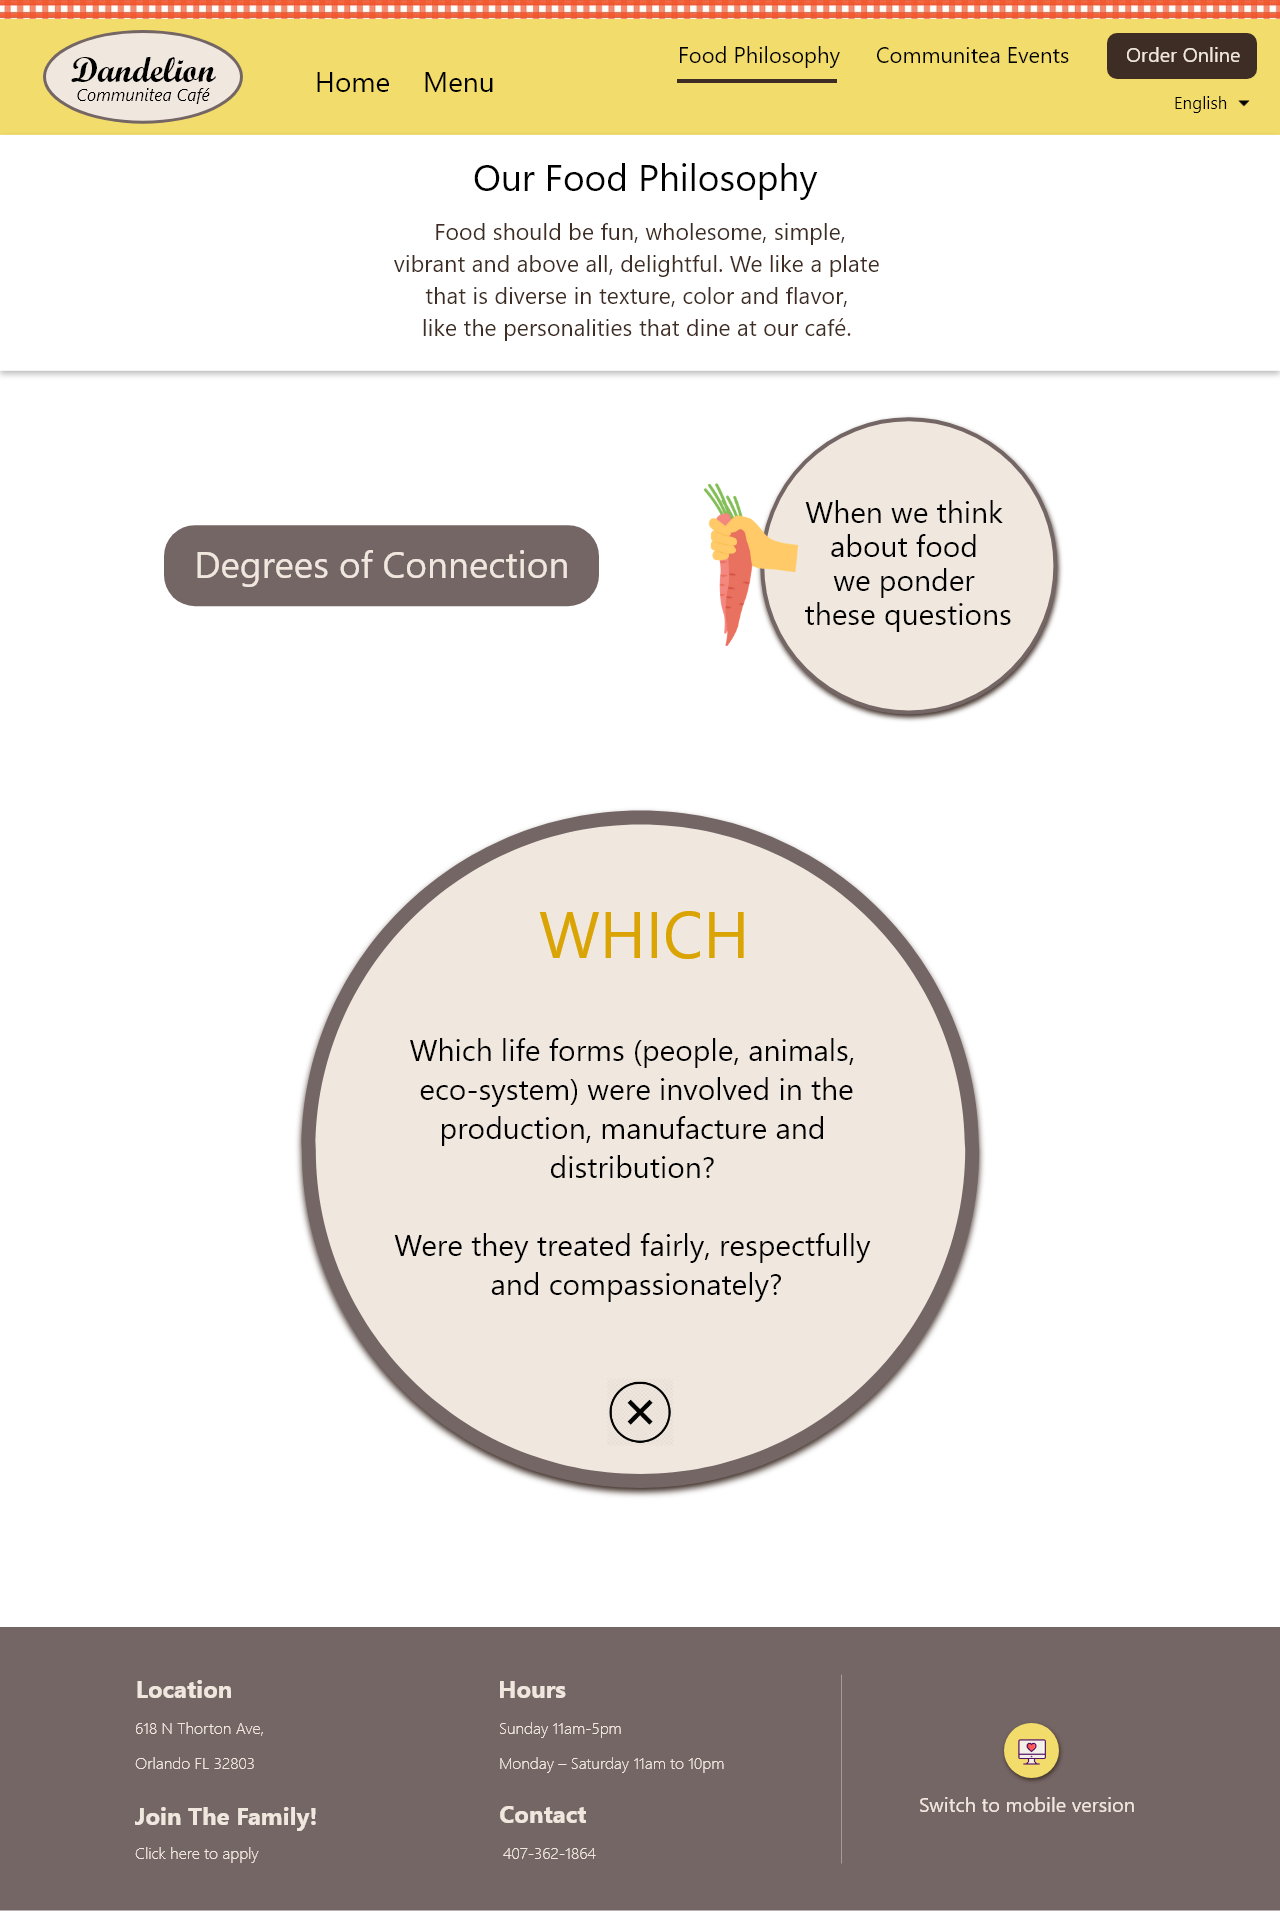 Dandelion
Communitea Café
Home
Menu
Food Philosophy
Communitea Events
Order Online
English
Our Food Philosophy
Food should be fun, wholesome, simple,
vibrant and above all, delightful. We like a plate
that is diverse in texture, color and flavor,
like the personalities that dine at our café.
Degrees of Connection
When we think
about food
we ponder
these questions
WHICH
Which life forms (people, animals,
eco-system) were involved in the
production, manufacture and
distribution?
Were they treated fairly, respectfully
and compassionately?
Location
618 N Thorton Ave,
Orlando FL 32803
Join The Family!
Click here to apply
Hours
Sunday 11am-5pm
Monday – Saturday 11am to 10pm
Contact
407-362-1864
Switch to mobile version